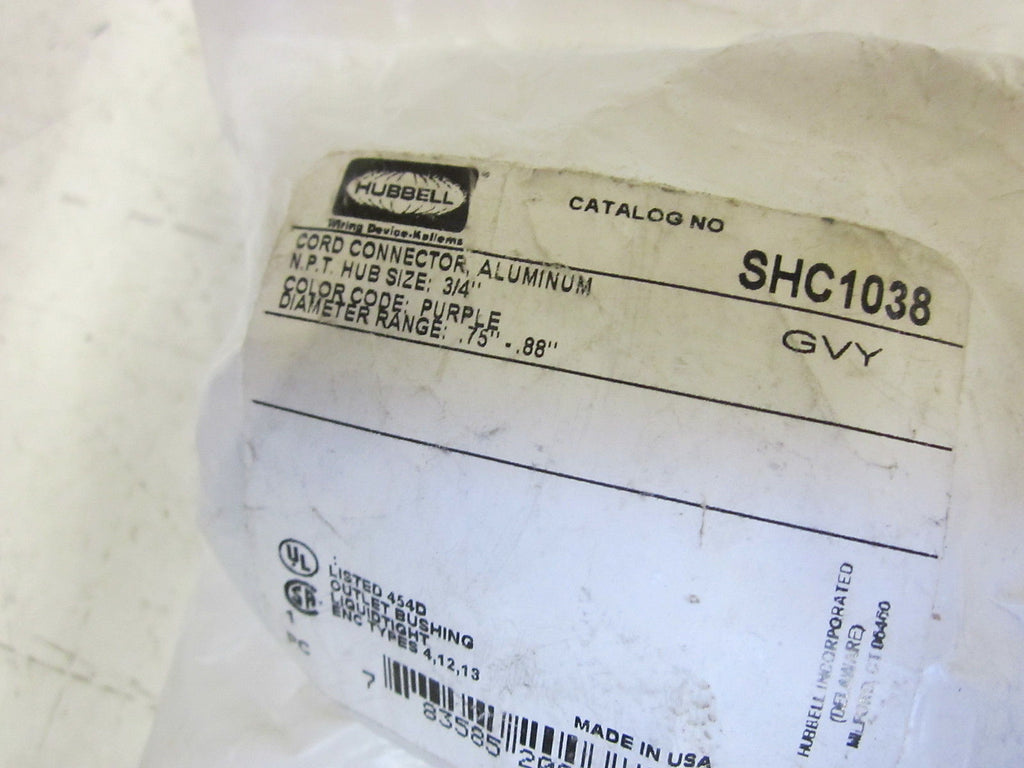 HUBBELL®
Wiring Device-Kellems
CATALOG NO
SHC1038
GVY
CORD CONNECTOR, ALUMINUM
N.P.T. HUB SIZE: 3/4"
COLOR CODE: PURPLE
DIAMETER RANGE: .75" - .88"
UL
LISTED 454D
OUTLET BUSHING
LIQUIDTIGHT
ENC TYPES 4,12,13
1
PC
7 83585 200
MADE IN USA
HUBBELL INCORPORATED
(DELAWARE)
MILFORD, CT 06460